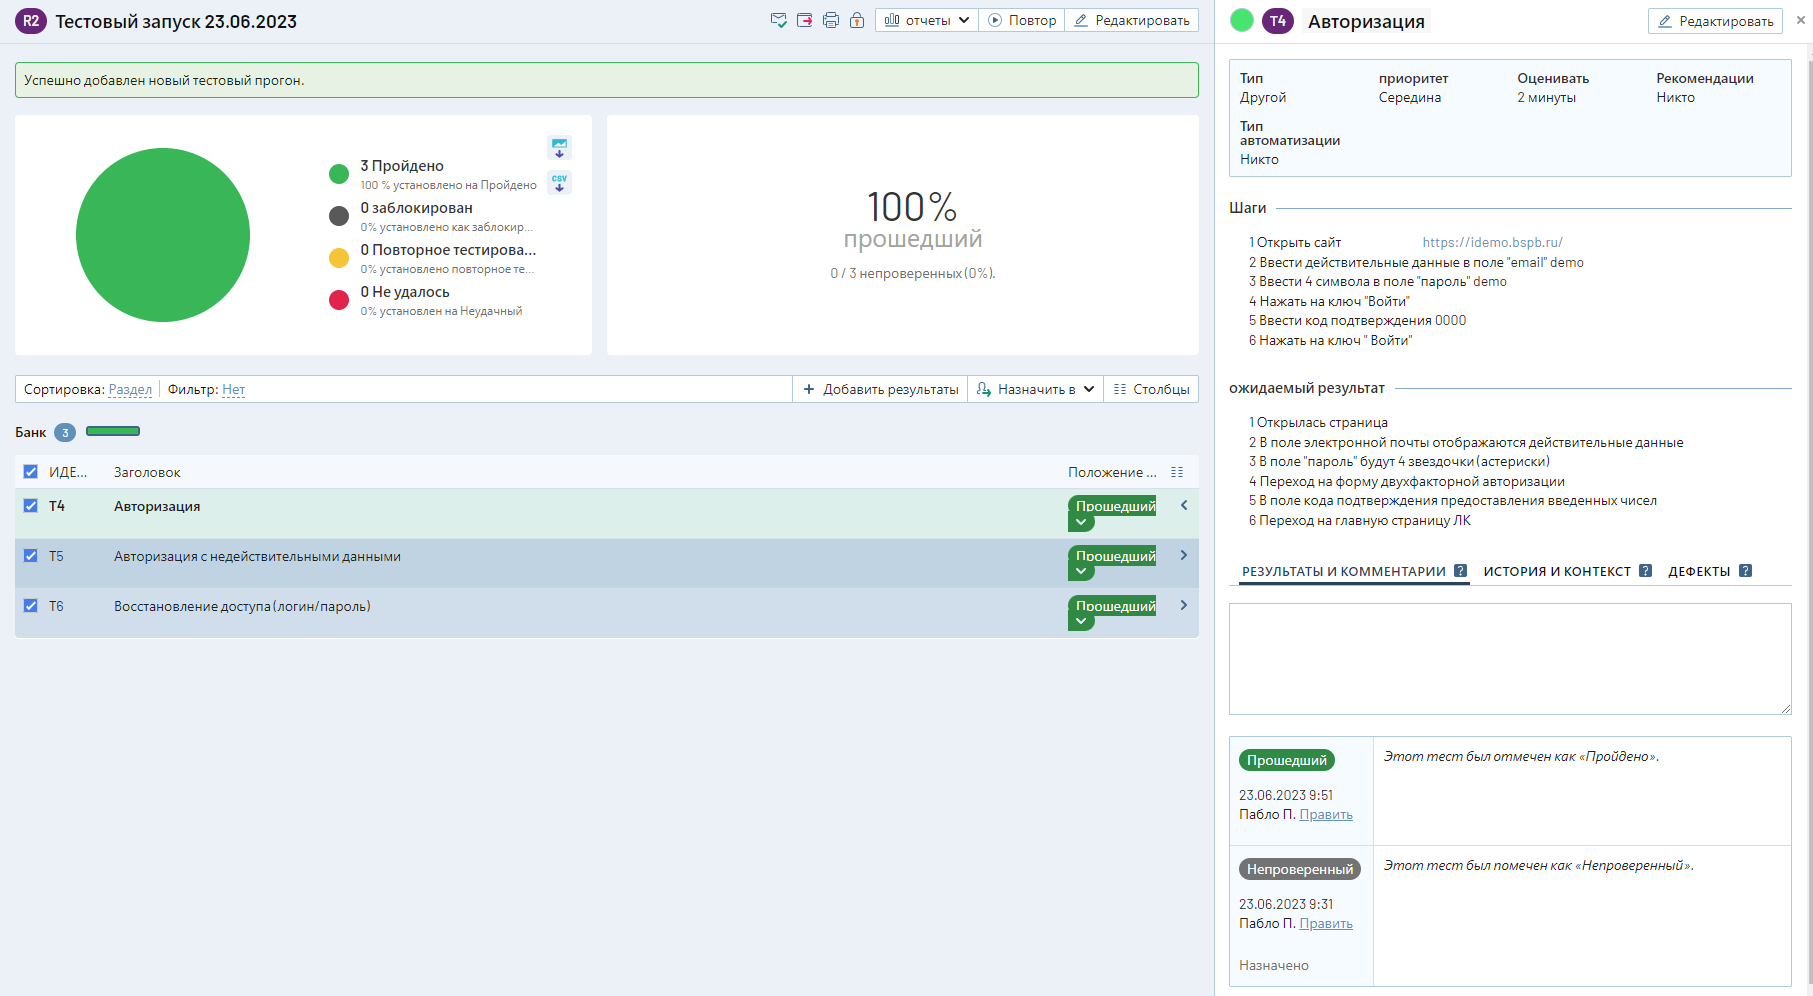 R2 Тестовый запуск 23.06.2023
отчеты
Повтор
Редактировать
Успешно добавлен новый тестовый прогон.
3 Пройдено
100 % установлено на Пройдено
0 заблокирован
0% установлено как заблокир...
0 Повторное тестирова...
0% установлено повторное те...
0 Не удалось
0% установлен на Неудачный
CSV
100%
прошедший
0 / 3 непроверенных (0%).
Сортировка: Раздел Фильтр: Нет
Добавить результаты
Назначить в
Столбцы
Банк 3
ИДЕ... Заголовок Положение ...
T4 Авторизация Прошедший
T5 Авторизация с недействительными данными Прошедший
T6 Восстановление доступа (логин/пароль) Прошедший
T4 Авторизация
Редактировать
×
Тип приоритет Оценивать Рекомендации
Другой Середина 2 минуты Никто
Тип
автоматизации
Никто
Шаги
1 Открыть сайт https://idemo.bspb.ru/
2 Ввести действительные данные в поле "email" demo
3 Ввести 4 символа в поле "пароль" demo
4 Нажать на ключ "Войти"
5 Ввести код подтверждения 0000
6 Нажать на ключ " Войти"
ожидаемый результат
1 Открылась страница
2 В поле электронной почты отображаются действительные данные
3 В поле "пароль" будут 4 звездочки (астериски)
4 Переход на форму двухфакторной авторизации
5 В поле кода подтверждения предоставления введенных чисел
6 Переход на главную страницу ЛК
РЕЗУЛЬТАТЫ И КОММЕНТАРИИ ? ИСТОРИЯ И КОНТЕКСТ ? ДЕФЕКТЫ ?
Прошедший
Этот тест был отмечен как «Пройдено».
23.06.2023 9:51
Пабло П. Править
Непроверенный
Этот тест был помечен как «Непроверенный».
23.06.2023 9:31
Пабло П. Править
Назначено